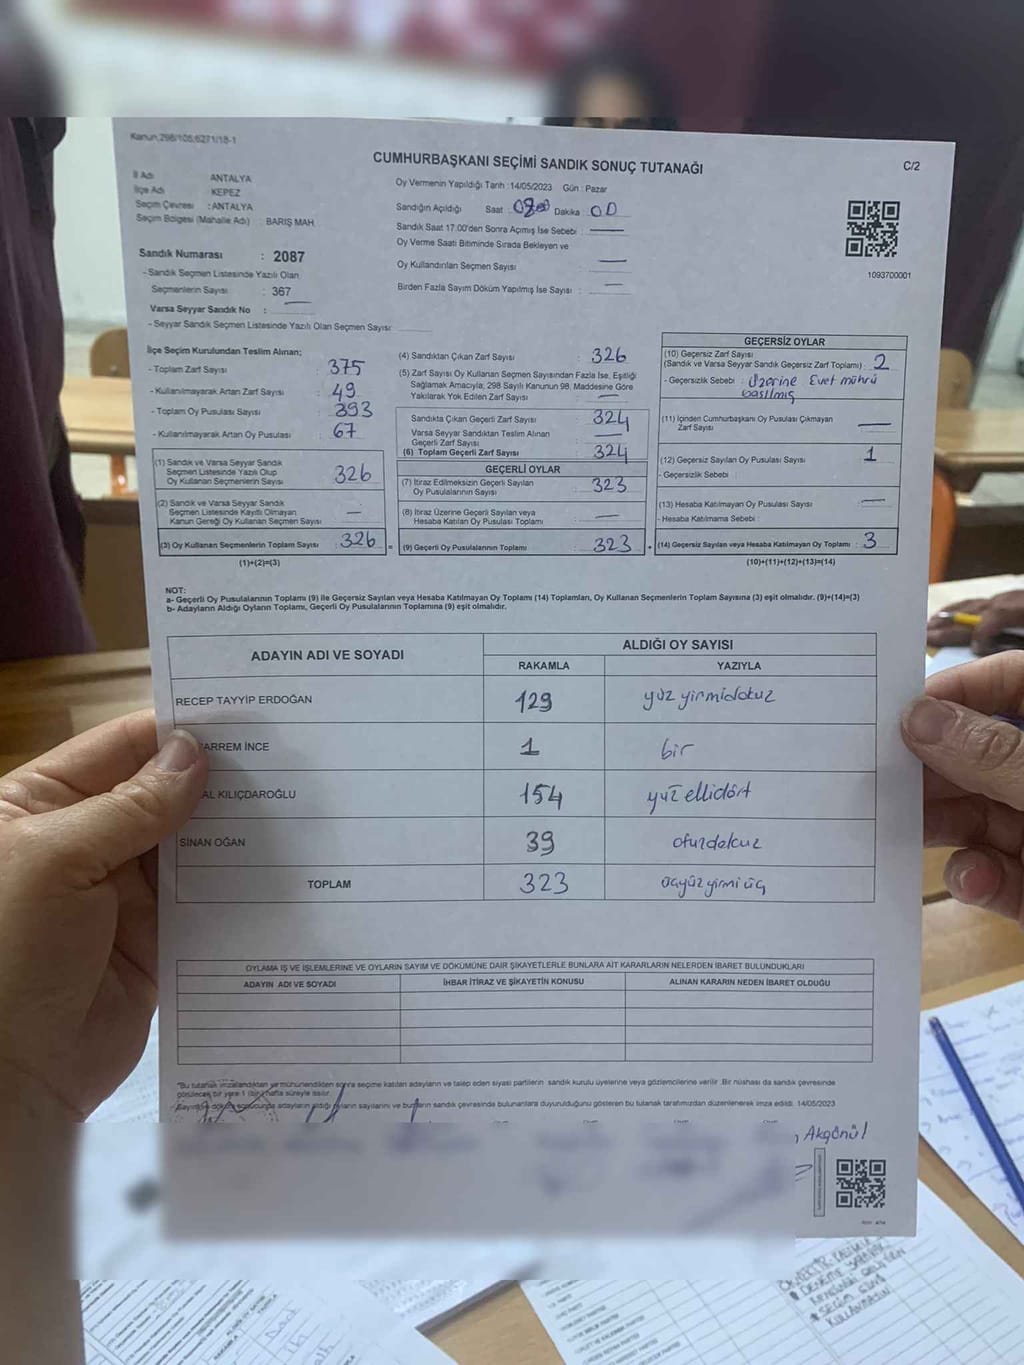 Kanun:298/105;6271/18-1
CUMHURBAŞKANI SEÇİMİ SANDIK SONUÇ TUTANAĞI
C/2
İl Adı ANTALYA
İlçe Adı KEPEZ
Seçim Çevresi : ANTALYA
Seçim Bölgesi (Mahalle Adı) : BARIŞ MAH
Oy Vermenin Yapıldığı Tarih :14/05/2023 Gün : Pazar
Sandığın Açıldığı Saat : 08 00 Dakika : 00
Sandık Saat 17.00'den Sonra Açımış İse Sebebi : —
Oy Verme Saati Bitiminde Sırada Bekleyen ve
Oy Kullandırılan Seçmen Sayısı : —
Birden Fazla Sayım Döküm Yapılmış İse Sayısı : —
1093700001
Sandık Numarası : 2087
- Sandık Seçmen Listesinde Yazılı Olan
Seçmenlerin Sayısı : 367
Varsa Seyyar Sandık No : —
- Seyyar Sandık Seçmen Listesinde Yazılı Olan Seçmen Sayısı:
İlçe Seçim Kurulundan Teslim Alınan;
- Toplam Zarf Sayısı : 375
- Kullanılmayarak Artan Zarf Sayısı : 49
- Toplam Oy Pusulası Sayısı : 393
- Kullanılmayarak Artan Oy Pusulası : 67
(1) Sandık ve Varsa Seyyar Sandık
Seçmen Listesinde Yazılı Olup
Oy Kullanan Seçmenlerin Sayısı : 326
(2) Sandık ve Varsa Seyyar Sandık
Seçmen Listesinde Kayıtlı Olmayan
Kanun Gereği Oy Kullanan Seçmen Sayısı : —
(3) Oy Kullanan Seçmenlerin Toplam Sayısı : 326
(1)+(2)=(3)
(4) Sandıktan Çıkan Zarf Sayısı : 326
(5) Zarf Sayısı Oy Kullanan Seçmen Sayısından Fazla İse, Eşitliği
Sağlamak Amacıyla; 298 Sayılı Kanunun 98. Maddesine Göre
Yakılarak Yok Edilen Zarf Sayısı : —
Sandıkta Çıkan Geçerli Zarf Sayısı : 324
Varsa Seyyar Sandıktan Teslim Alınan
Geçerli Zarf Sayısı : —
(6) Toplam Geçerli Zarf Sayısı : 324
GEÇERLİ OYLAR
(7) İtiraz Edilmeksizin Geçerli Sayılan
Oy Pusulalarının Sayısı : 323
(8) İtiraz Üzerine Geçerli Sayılan veya
Hesaba Katılan Oy Pusulası Toplamı : —
(9) Geçerli Oy Pusulalarının Toplamı : 323
GEÇERSİZ OYLAR
(10) Geçersiz Zarf Sayısı
(Sandık ve Varsa Seyyar Sandık Geçersiz Zarf Toplamı) : 2
- Geçersizlik Sebebi : Üzerine Evet mührü
basılmış
(11) İçinden Cumhurbaşkanı Oy Pusulası Çıkmayan
Zarf Sayısı : —
(12) Geçersiz Sayılan Oy Pusulası Sayısı : 1
- Geçersizlik Sebebi :
(13) Hesaba Katılmayan Oy Pusulası Sayısı : —
- Hesaba Katılmama Sebebi :
(14) Geçersiz Sayılan veya Hesaba Katılmayan Oy Toplamı : 3
(10)+(11)+(12)+(13)=(14)
NOT:
a- Geçerli Oy Pusulalarının Toplamı (9) ile Geçersiz Sayılan veya Hesaba Katılmayan Oy Toplamı (14) Toplamları, Oy Kullanan Seçmenlerin Toplam Sayısına (3) eşit olmalıdır. (9)+(14)=(3)
b- Adayların Aldığı Oyların Toplamı, Geçerli Oy Pusulalarının Toplamına (9) eşit olmalıdır.
ADAYIN ADI VE SOYADI ALDIĞI OY SAYISI
RAKAMLA YAZIYLA
RECEP TAYYİP ERDOĞAN 129 yüz yirmidokuz
ARREM İNCE 1 bir
AL KILIÇDAROĞLU 154 yüz ellidört
SİNAN OĞAN 39 otuzdokuz
TOPLAM 323 üçyüz yirmi üç
OYLAMA İŞ VE İŞLEMLERİNE VE OYLARIN SAYIM VE DÖKÜMÜNE DAİR ŞİKAYETLERLE BUNLARA AİT KARARLARIN NELERDEN İBARET BULUNDUKLARI
ADAYIN ADI VE SOYADI İHBAR İTİRAZ VE ŞİKAYETİN KONUSU ALINAN KARARIN NEDEN İBARET OLDUĞU
"Bu tutanak imzalandıktan ve mühürlendikten sonra seçime katılan adayların ve talep eden siyasi partilerin sandık kurulu üyelerine veya gözlemcilerine verilir. Bir nüshası da sandık çevresinde
görülecek bir yere 1 (bir) hafta süreyle asılır.
Sayım ve döküm sonucunda adayların aldığı oyların sayılarını ve bunların sandık çevresinde bulunanlara duyurulduğunu gösteren bu tutanak tarafımızdan düzenlenerek imza edildi. 14/05/2023
Akgönül